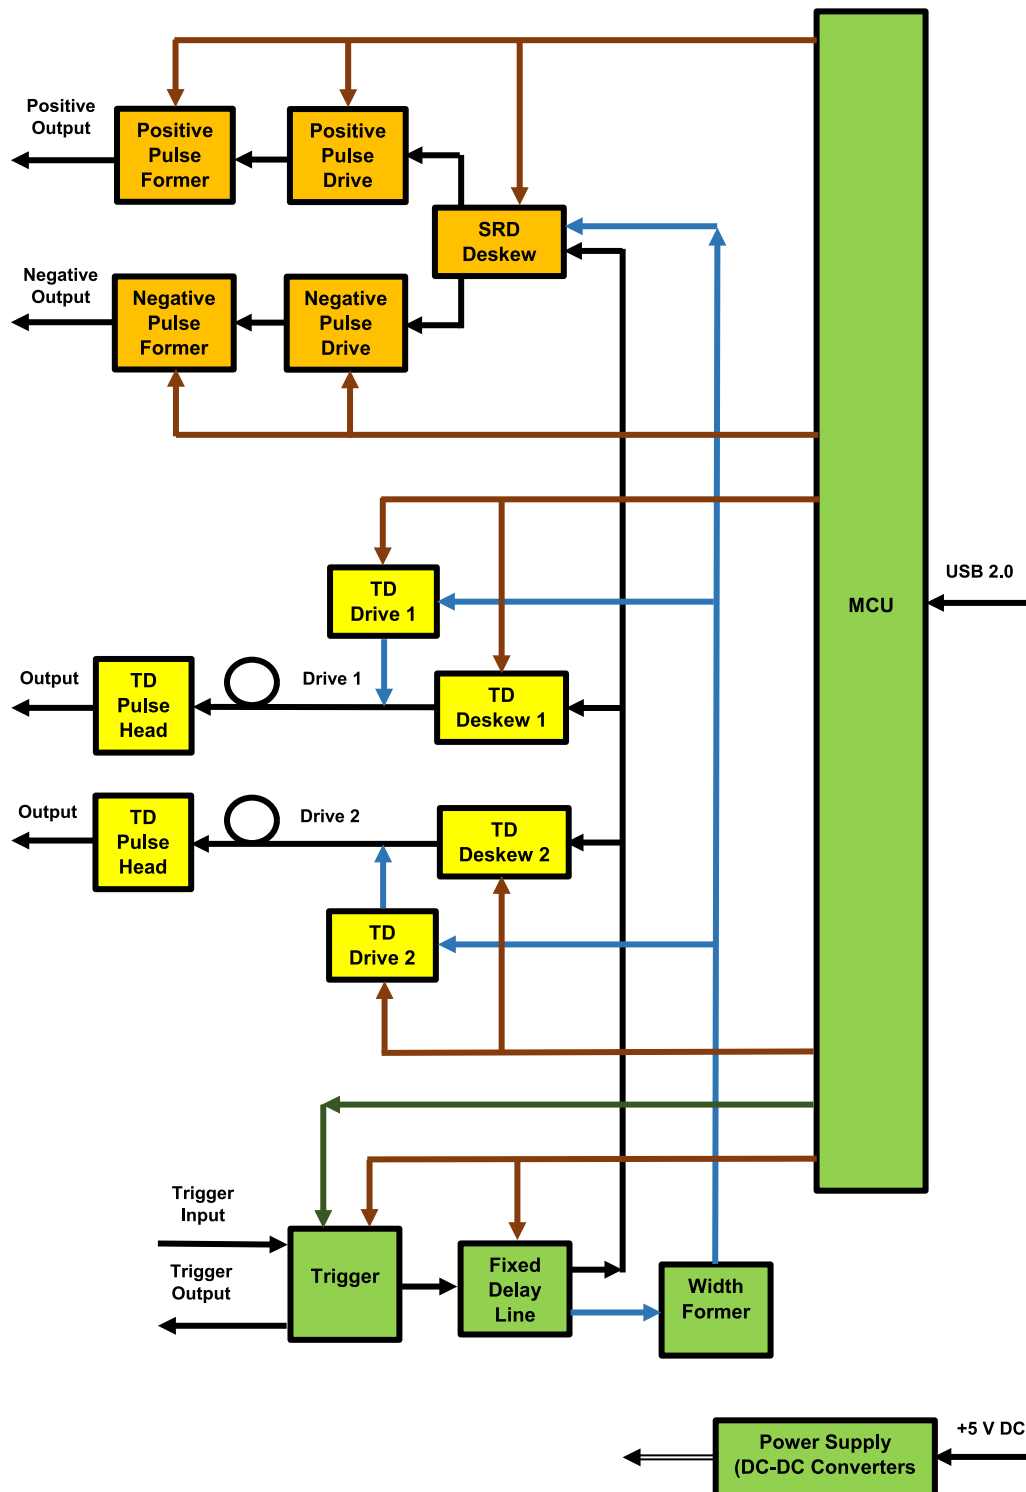 Positive
Output
Positive
Pulse
Former
Positive
Pulse
Drive
SRD
Deskew
Negative
Output
Negative
Pulse
Former
Negative
Pulse
Drive
USB 2.0
MCU
TD
Drive 1
Output
TD
Pulse
Head
Drive 1
TD
Deskew 1
Output
TD
Pulse
Head
Drive 2
TD
Deskew 2
TD
Drive 2
Trigger
Input
Trigger
Output
Trigger
Fixed
Delay
Line
Width
Former
Power Supply
(DC-DC Converters
+5 V DC